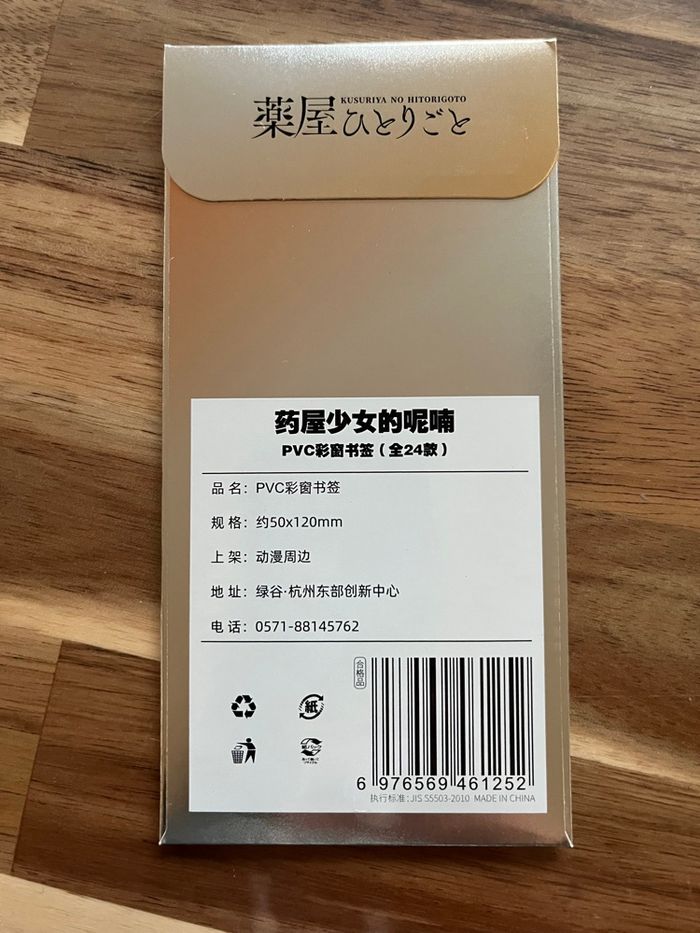 薬屋ひとりごと
KUSURIYA NO HITORIGOTO
药屋少女的呢喃
PVC彩窗书签（全24款）
品 名：PVC彩窗书签
规 格：约50x120mm
上 架：动漫周边
地 址：绿谷·杭州东部创新中心
电 话：0571-88145762
合格品
紙
紙パック
6 976569 461252
执行标准：JIS S5503-2010 MADE IN CHINA